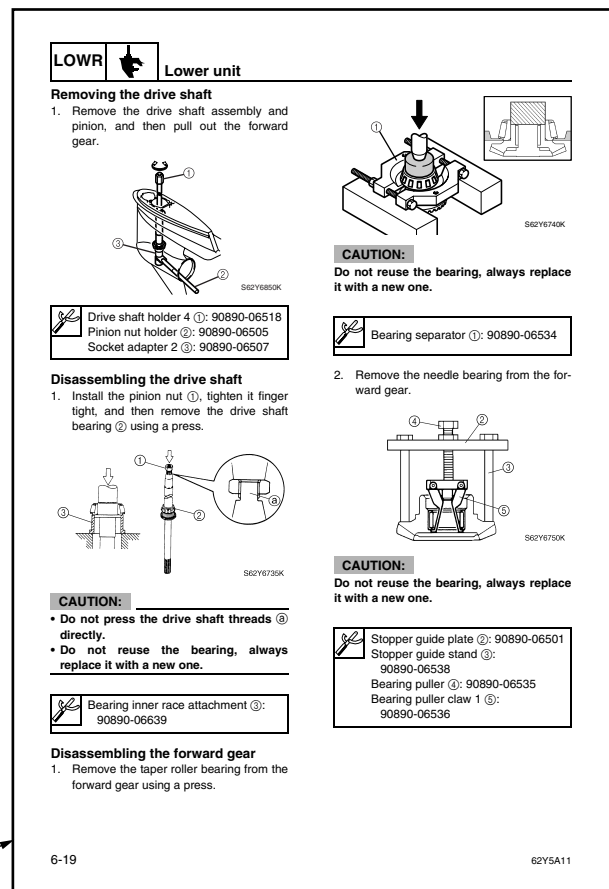 LOWR
Lower unit
Removing the drive shaft
1. Remove the drive shaft assembly and
pinion, and then pull out the forward
gear.
①
③
②
S62Y6850K
Drive shaft holder 4 ①: 90890-06518
Pinion nut holder ②: 90890-06505
Socket adapter 2 ③: 90890-06507
Disassembling the drive shaft
1. Install the pinion nut ①, tighten it finger
tight, and then remove the drive shaft
bearing ② using a press.
①
③
②
ⓐ
S62Y6735K
CAUTION:
• Do not press the drive shaft threads ⓐ
directly.
• Do not reuse the bearing, always
replace it with a new one.
Bearing inner race attachment ③:
90890-06639
Disassembling the forward gear
1. Remove the taper roller bearing from the
forward gear using a press.
①
S62Y6740K
CAUTION:
Do not reuse the bearing, always replace
it with a new one.
Bearing separator ①: 90890-06534
2. Remove the needle bearing from the for-
ward gear.
④
②
③
⑤
S62Y6750K
CAUTION:
Do not reuse the bearing, always replace
it with a new one.
Stopper guide plate ②: 90890-06501
Stopper guide stand ③:
90890-06538
Bearing puller ④: 90890-06535
Bearing puller claw 1 ⑤:
90890-06536
6-19
62Y5A11